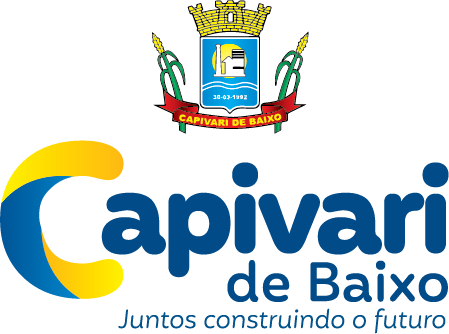 30-03-1992
CAPIVARI DE BAIXO
Capivari
de Baixo
Juntos construindo o futuro